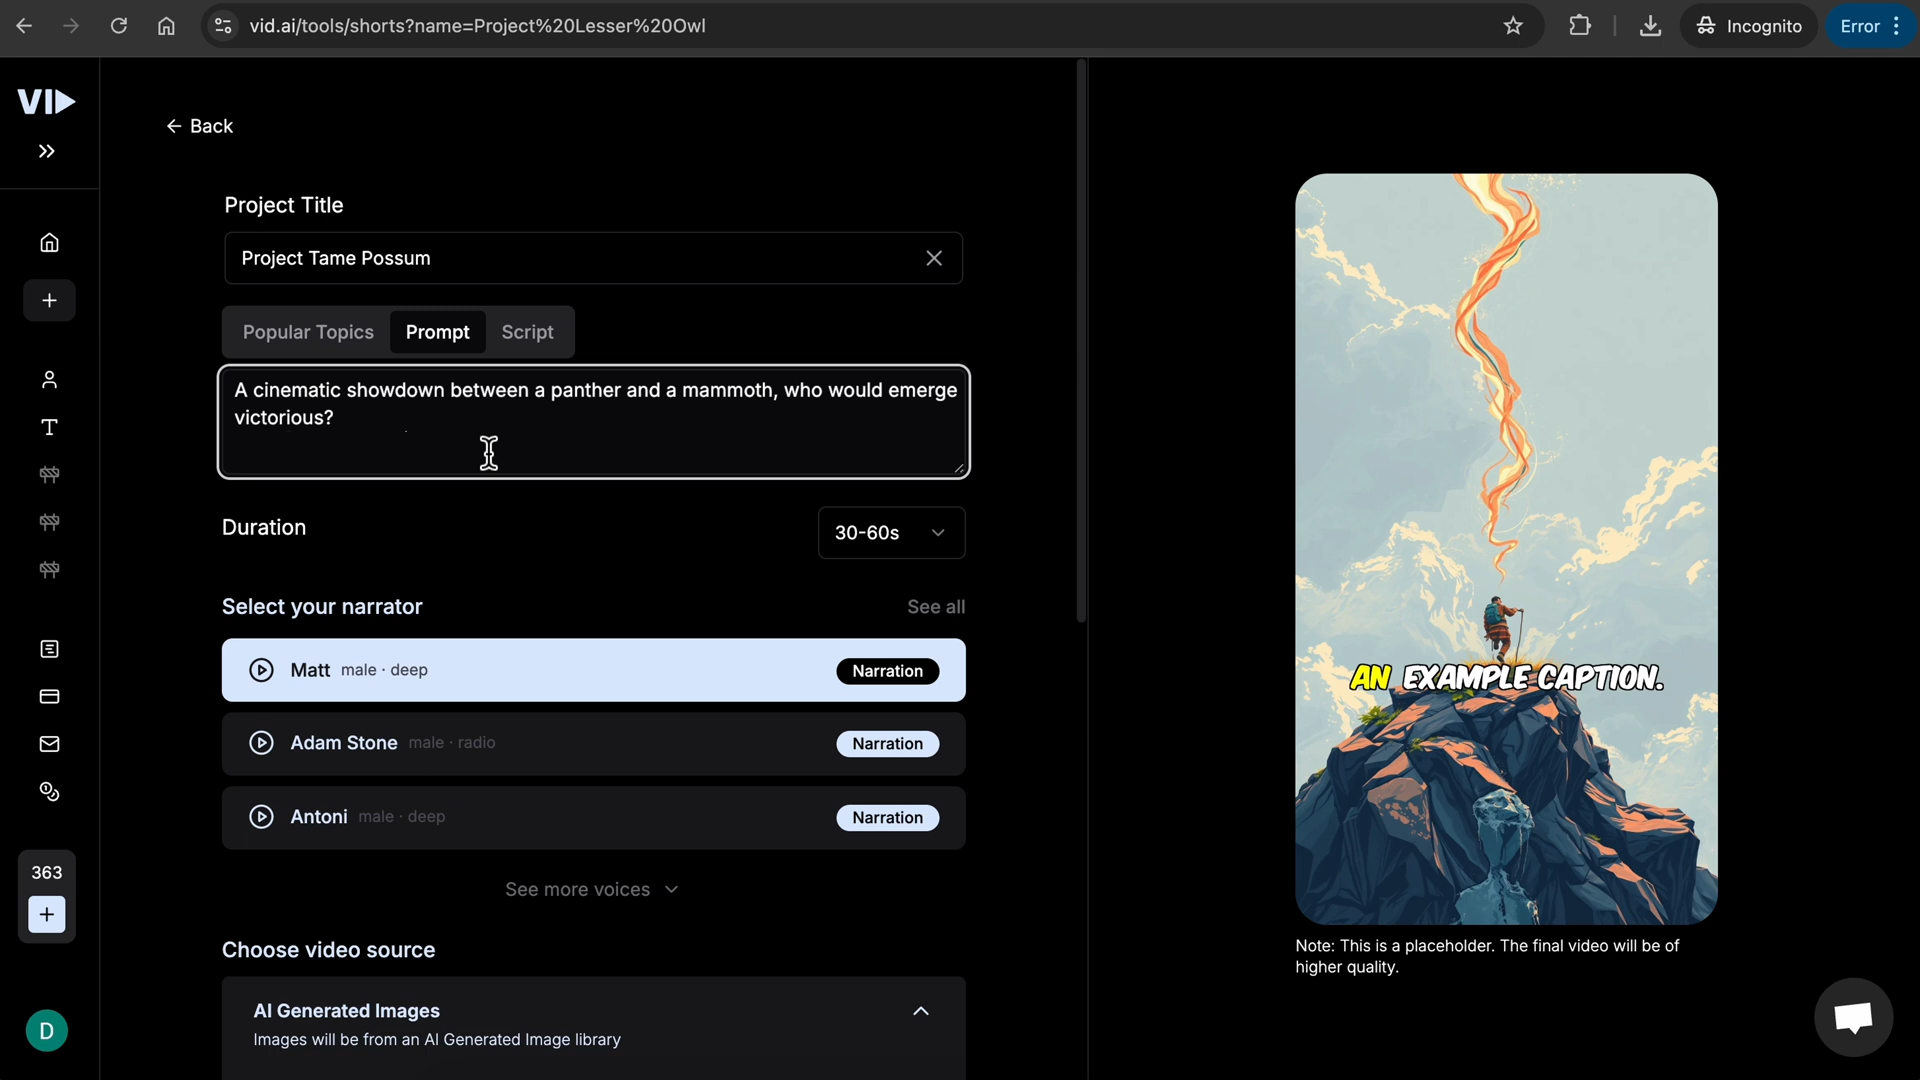 vid.ai/tools/shorts?name=Project%20Lesser%20Owl
Incognito
Error
VID
Back
Project Title
Project Tame Possum
Popular Topics
Prompt
Script
A cinematic showdown between a panther and a mammoth, who would emerge
victorious?
Duration
30-60s
Select your narrator
See all
Matt male · deep
Narration
Adam Stone male · radio
Narration
Antoni male · deep
Narration
See more voices
363
Choose video source
AI Generated Images
Images will be from an AI Generated Image library
D
AN EXAMPLE CAPTION.
Note: This is a placeholder. The final video will be of
higher quality.